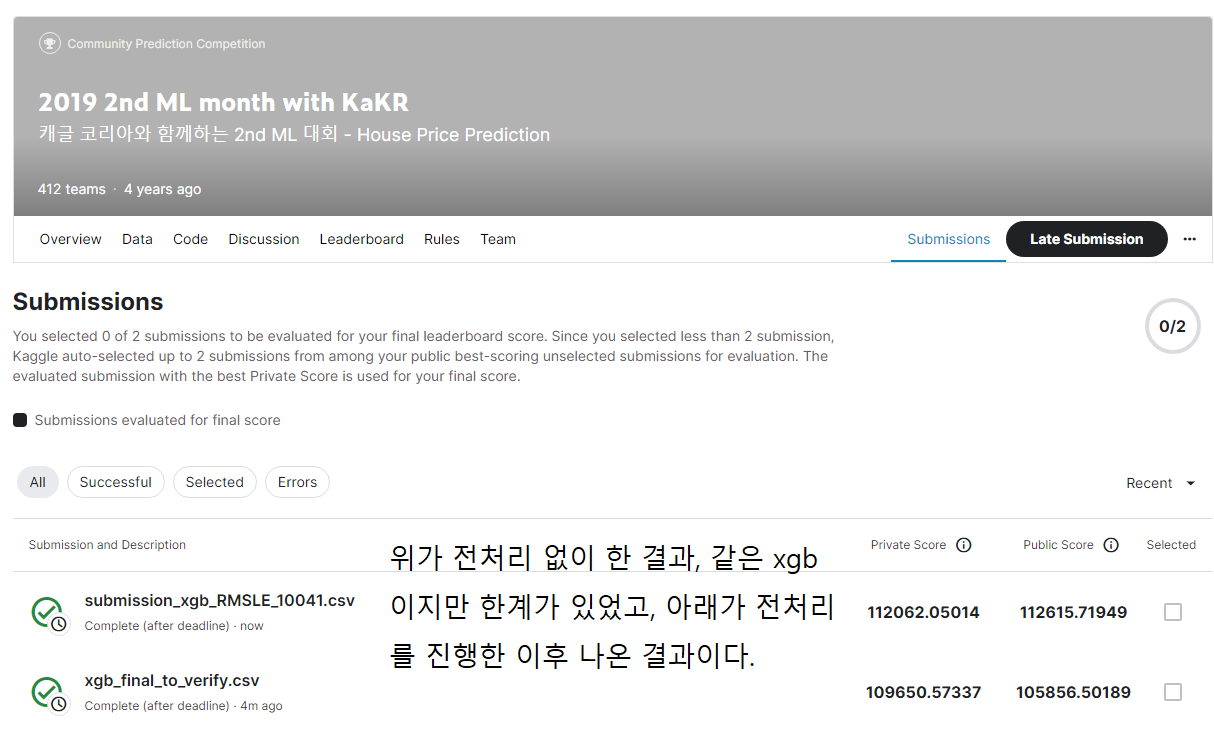 Community Prediction Competition
2019 2nd ML month with KaKR
캐글 코리아와 함께하는 2nd ML 대회 - House Price Prediction
412 teams · 4 years ago
Overview Data Code Discussion Leaderboard Rules Team Submissions Late Submission ...
Submissions
You selected 0 of 2 submissions to be evaluated for your final leaderboard score. Since you selected less than 2 submission,
Kaggle auto-selected up to 2 submissions from among your public best-scoring unselected submissions for evaluation. The
evaluated submission with the best Private Score is used for your final score.
0/2
Submissions evaluated for final score
All Successful Selected Errors Recent
Submission and Description Private Score Public Score Selected
위가 전처리 없이 한 결과, 같은 xgb
이지만 한계가 있었고, 아래가 전처리
를 진행한 이후 나온 결과이다.
submission_xgb_RMSLE_10041.csv 112062.05014 112615.71949
Complete (after deadline) · now
xgb_final_to_verify.csv 109650.57337 105856.50189
Complete (after deadline) · 4m ago